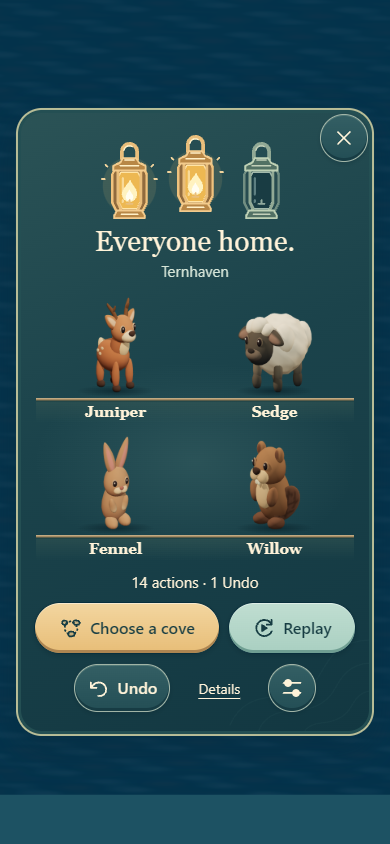 Everyone home.
Ternhaven
Juniper Sedge
Fennel Willow
14 actions · 1 Undo
Choose a cove Replay
Undo Details